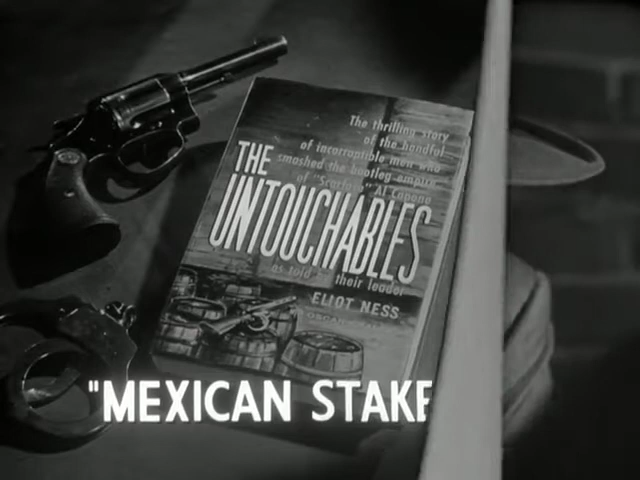 The thrilling story
of the handful
of incorruptible men who
smashed the bootleg empire
of "Scarface" Al Capone
THE
UNTOUCHABLES
as told their leader
ELIOT NESS
OSCAR
"MEXICAN STAKE